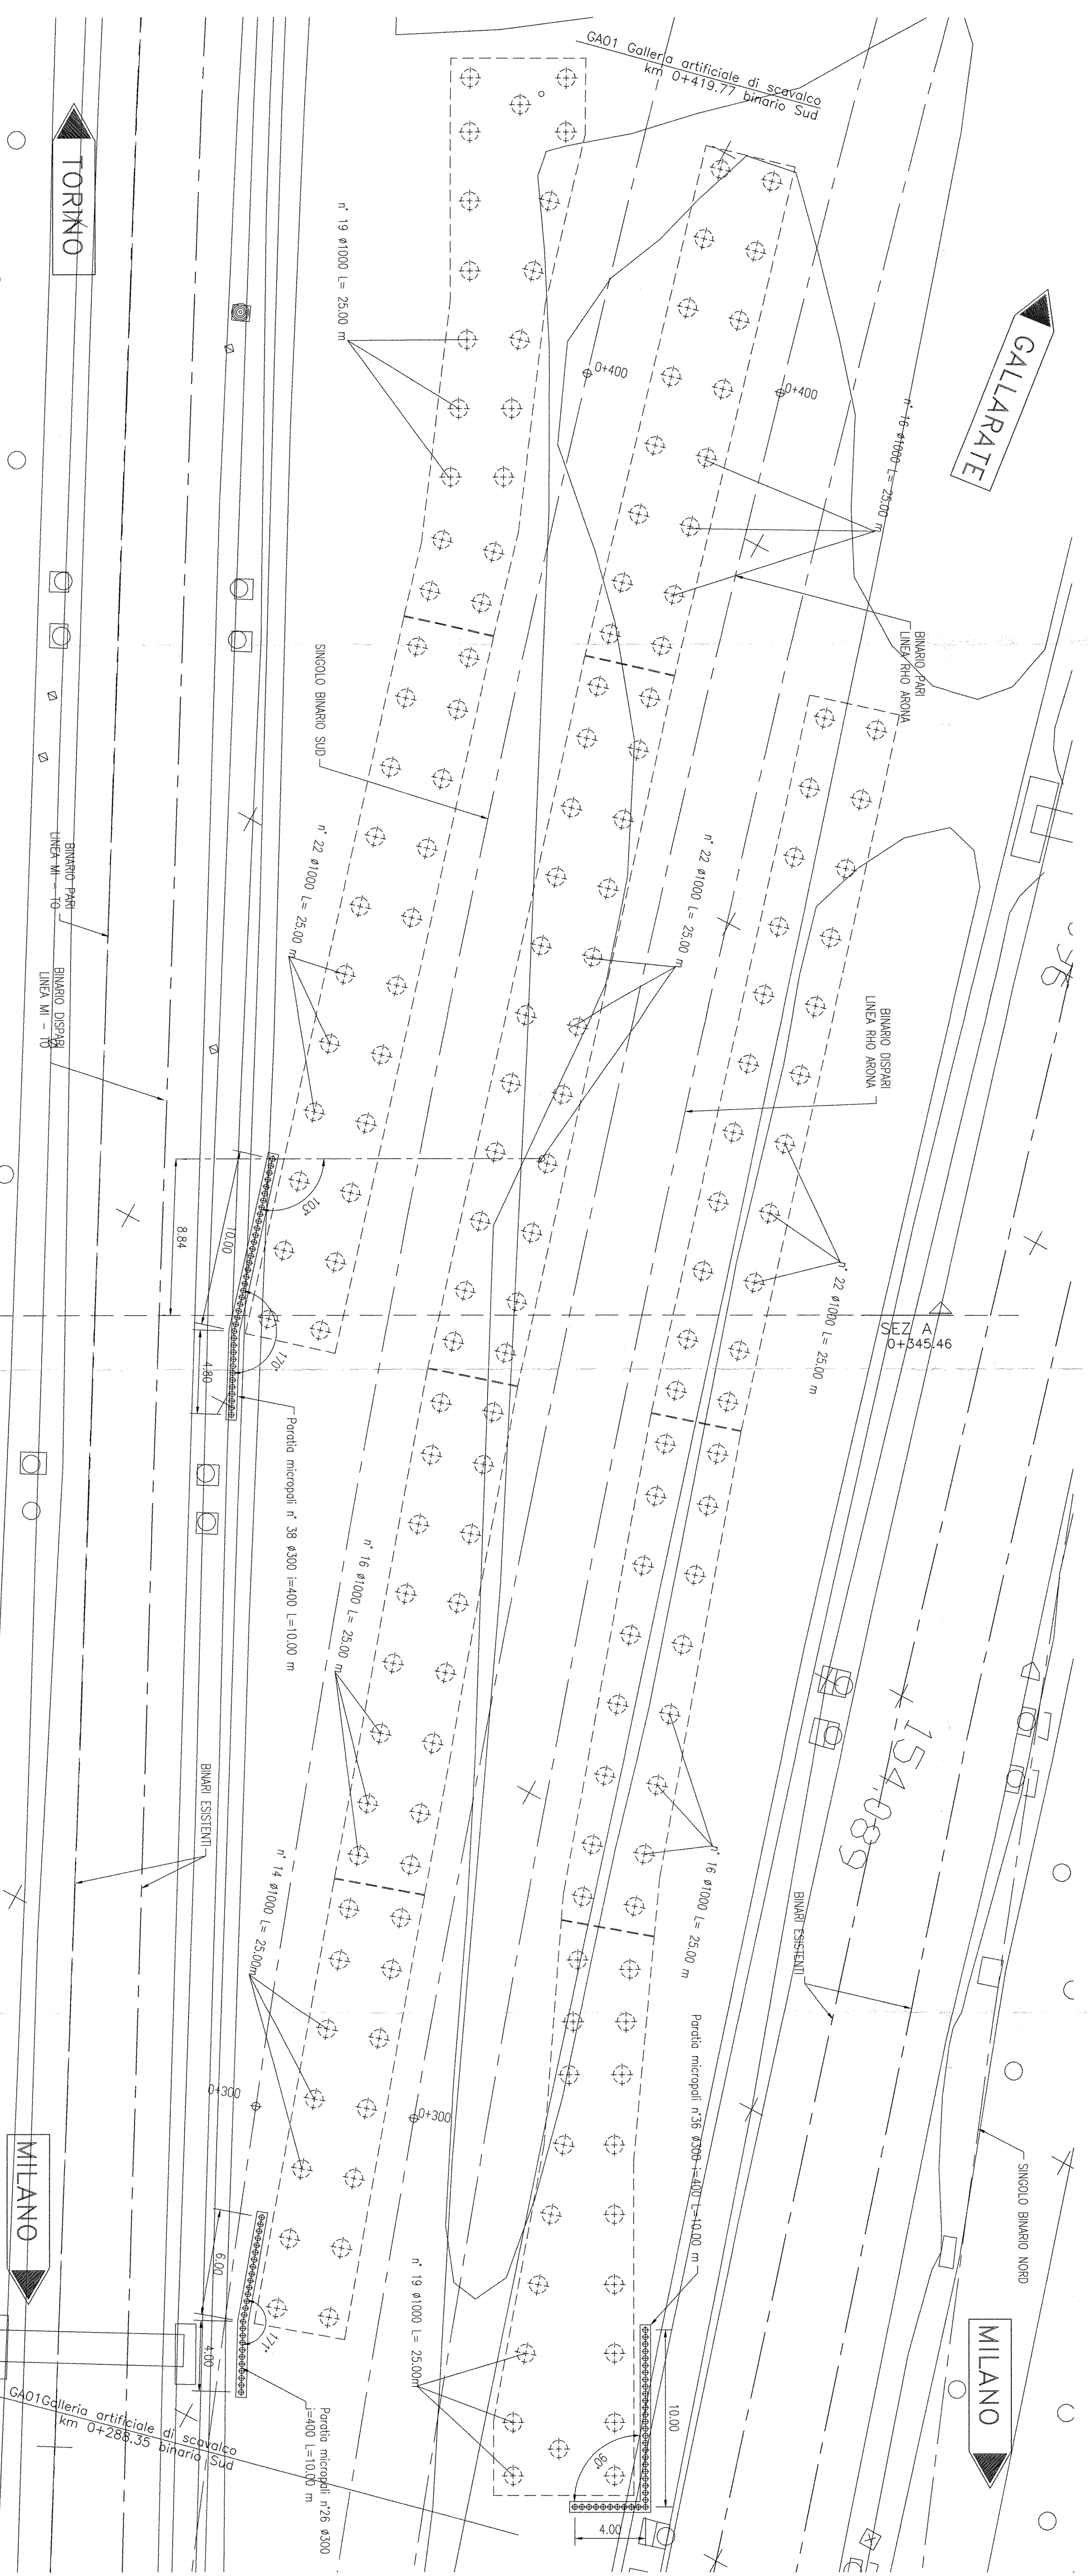 GA01 Galleria artificiale di scavalco
km 0+419.77 binario Sud
TORINO
GALLARATE
n° 19 ø1000 L= 25.00 m
0+400
0+400
n° 16 ø1000 L= 25.00 m
BINARIO PARI
LINEA RHO ARONA
SINGOLO BINARIO SUD
n° 22 ø1000 L= 25.00 m
n° 22 ø1000 L= 25.00 m
BINARIO PARI
LINEA MI - TO
BINARIO DISPARI
LINEA MI - TO
BINARIO DISPARI
LINEA RHO ARONA
103°
10.00
8.84
170°
4.80
n° 22 ø1000 L= 25.00 m
SEZ A
0+345.46
Paratia micropali n° 38 ø300 i=400 L=10.00 m
n° 16 ø1000 L= 25.00 m
154,089
BINARI ESISTENTI
n° 16 ø1000 L= 25.00 m
n° 14 ø1000 L= 25.00m
BINARI ESISTENTI
Paratia micropali n°36 ø300 i=400 L=10.00 m
0+300
0+300
SINGOLO BINARIO NORD
MILANO
6.00
171°
4.00
n° 19 ø1000 L= 25.00m
10.00
90°
4.00
MILANO
Paratia micropali n°26 ø300
i=400 L=10.00 m
GA01Galleria artificiale di scavalco
km 0+288.35 binario Sud